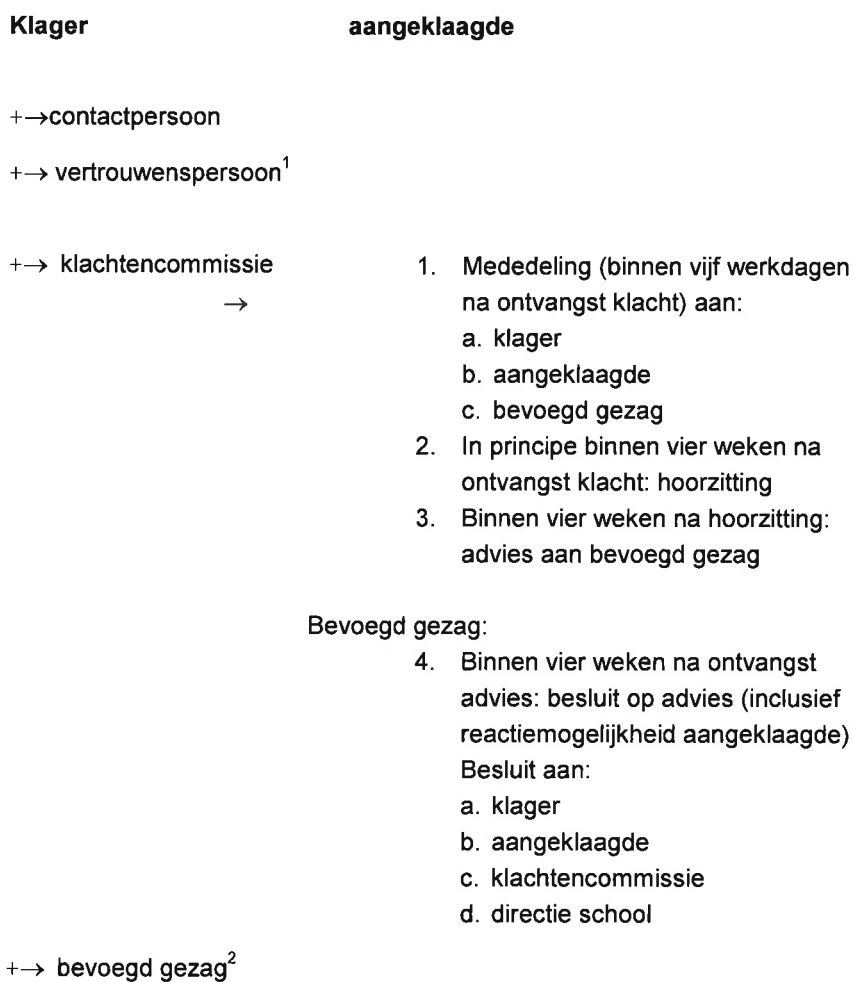 Klager aangeklaagde
+→contactpersoon
+→ vertrouwenspersoon¹
+→ klachtencommissie
→
1. Mededeling (binnen vijf werkdagen
na ontvangst klacht) aan:
a. klager
b. aangeklaagde
c. bevoegd gezag
2. In principe binnen vier weken na
ontvangst klacht: hoorzitting
3. Binnen vier weken na hoorzitting:
advies aan bevoegd gezag
Bevoegd gezag:
4. Binnen vier weken na ontvangst
advies: besluit op advies (inclusief
reactiemogelijkheid aangeklaagde)
Besluit aan:
a. klager
b. aangeklaagde
c. klachtencommissie
d. directie school
+→ bevoegd gezag²